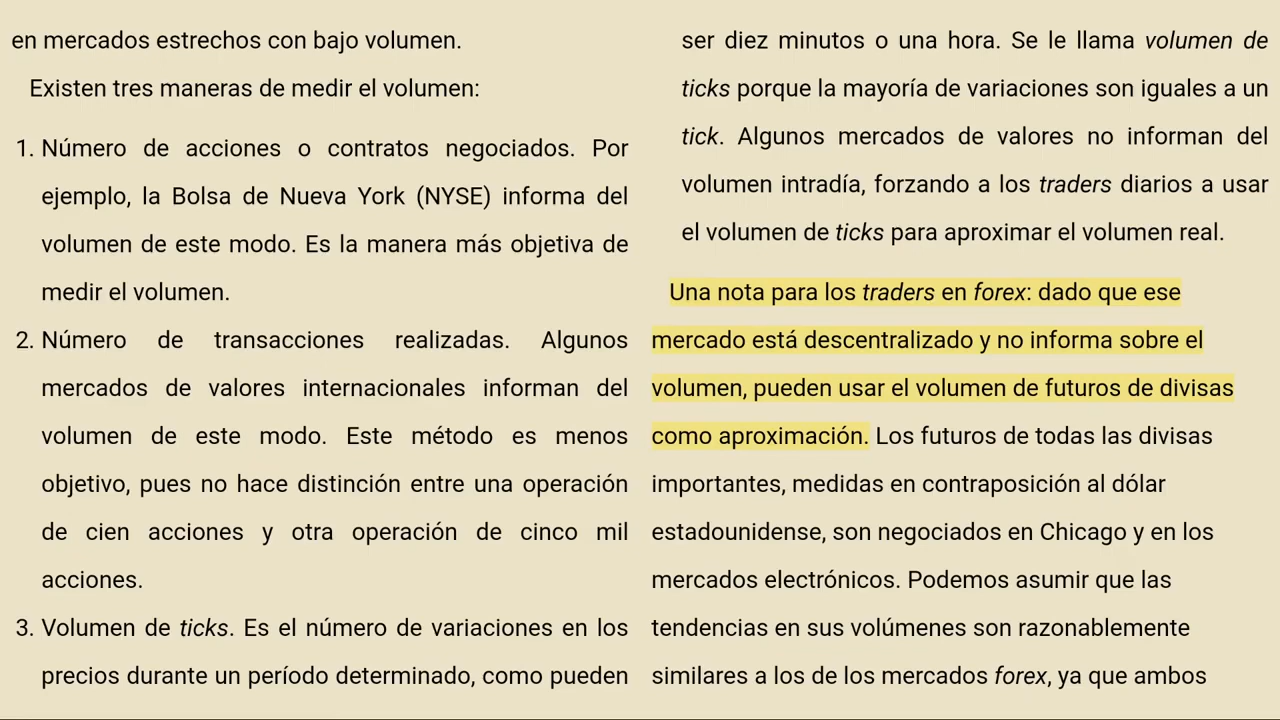 en mercados estrechos con bajo volumen.
Existen tres maneras de medir el volumen:
1. Número de acciones o contratos negociados. Por
ejemplo, la Bolsa de Nueva York (NYSE) informa del
volumen de este modo. Es la manera más objetiva de
medir el volumen.
2. Número de transacciones realizadas. Algunos
mercados de valores internacionales informan del
volumen de este modo. Este método es menos
objetivo, pues no hace distinción entre una operación
de cien acciones y otra operación de cinco mil
acciones.
3. Volumen de ticks. Es el número de variaciones en los
precios durante un período determinado, como pueden
ser diez minutos o una hora. Se le llama volumen de
ticks porque la mayoría de variaciones son iguales a un
tick. Algunos mercados de valores no informan del
volumen intradía, forzando a los traders diarios a usar
el volumen de ticks para aproximar el volumen real.
Una nota para los traders en forex: dado que ese
mercado está descentralizado y no informa sobre el
volumen, pueden usar el volumen de futuros de divisas
como aproximación. Los futuros de todas las divisas
importantes, medidas en contraposición al dólar
estadounidense, son negociados en Chicago y en los
mercados electrónicos. Podemos asumir que las
tendencias en sus volúmenes son razonablemente
similares a los de los mercados forex, ya que ambos